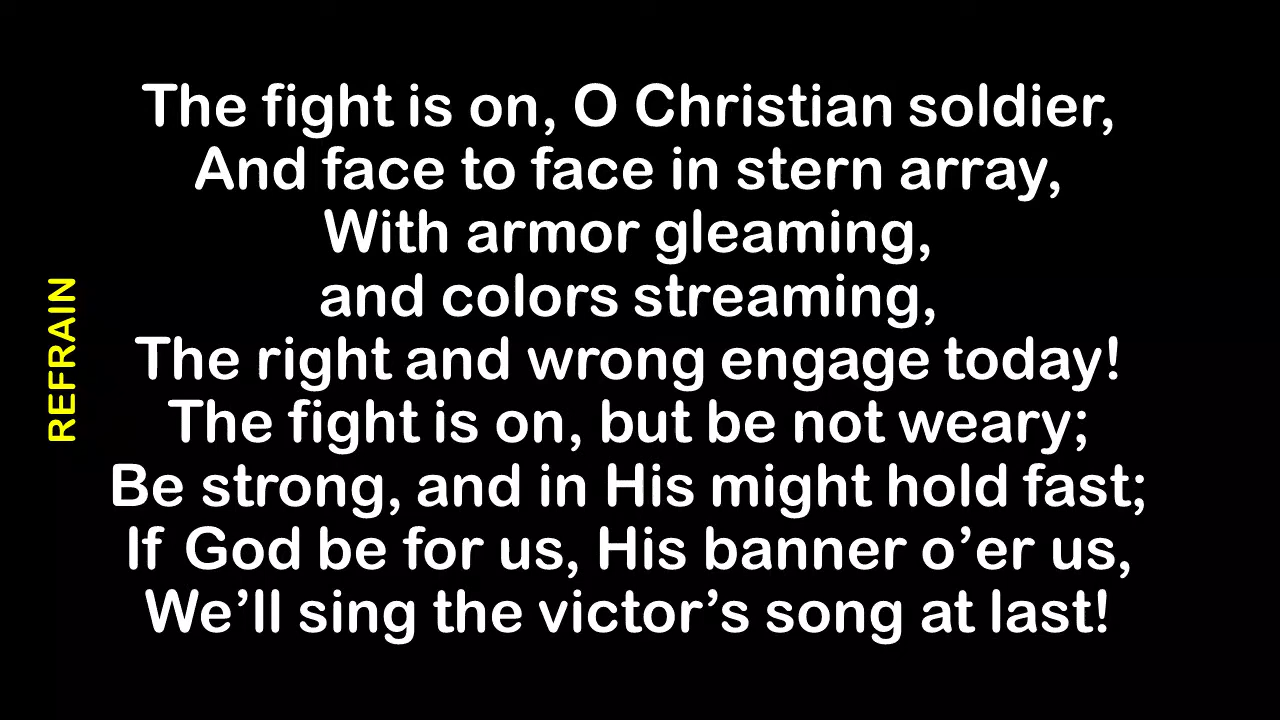 REFRAIN
The fight is on, O Christian soldier,
And face to face in stern array,
With armor gleaming,
and colors streaming,
The right and wrong engage today!
The fight is on, but be not weary;
Be strong, and in His might hold fast;
If God be for us, His banner o’er us,
We’ll sing the victor’s song at last!